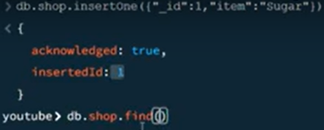 > db.shop.insertOne({"_id":1,"item":"Sugar"})
< {
acknowledged: true,
insertedId: 1
}
youtube> db.shop.find()